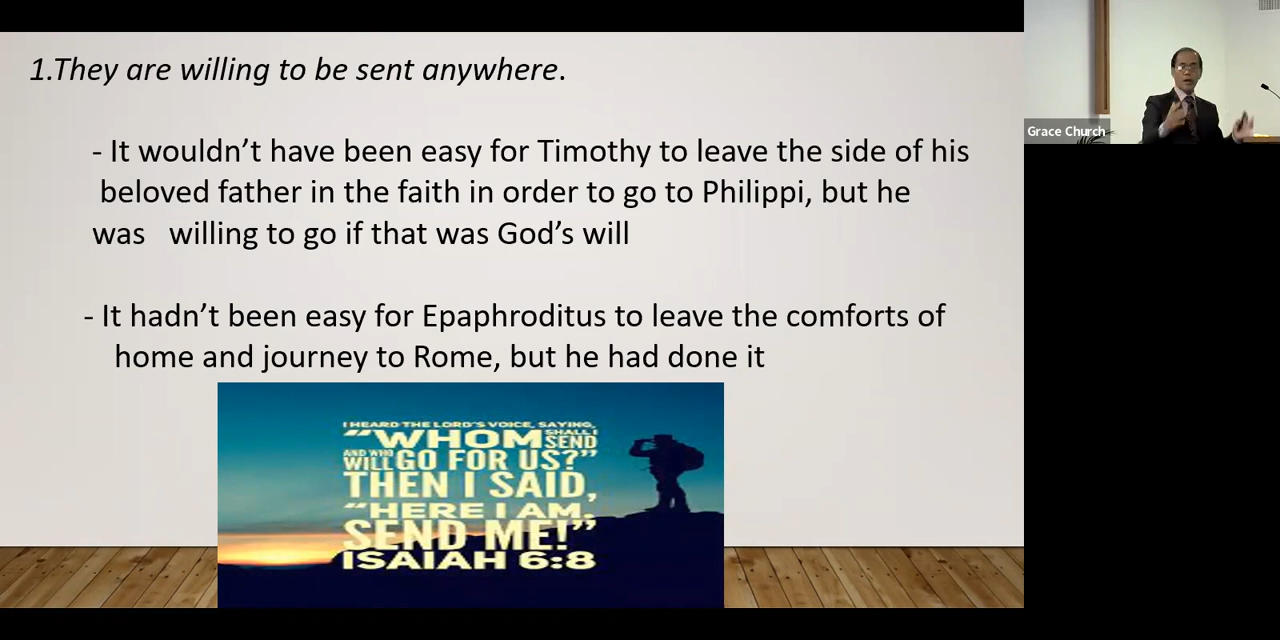 1.They are willing to be sent anywhere.
- It wouldn’t have been easy for Timothy to leave the side of his
beloved father in the faith in order to go to Philippi, but he
was willing to go if that was God’s will
- It hadn’t been easy for Epaphroditus to leave the comforts of
home and journey to Rome, but he had done it
I HEARD THE LORD'S VOICE, SAYING,
“WHOM SHALL I SEND
AND WHO WILL GO FOR US?”
THEN I SAID,
“HERE I AM.
SEND ME!”
ISAIAH 6:8
Grace Church